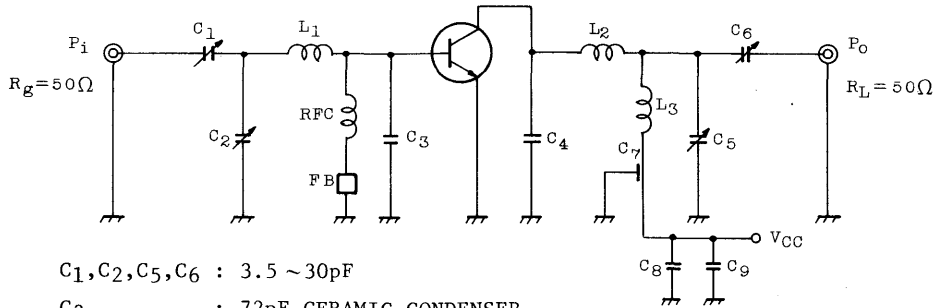 C1
L1
L2
C6
Pi
Po
Rg=50Ω
RL=50Ω
RFC
L3
C2
C3
C4
C7
C5
FB
VCC
C8
C9
C1,C2,C5,C6 : 3.5 ~ 30pF